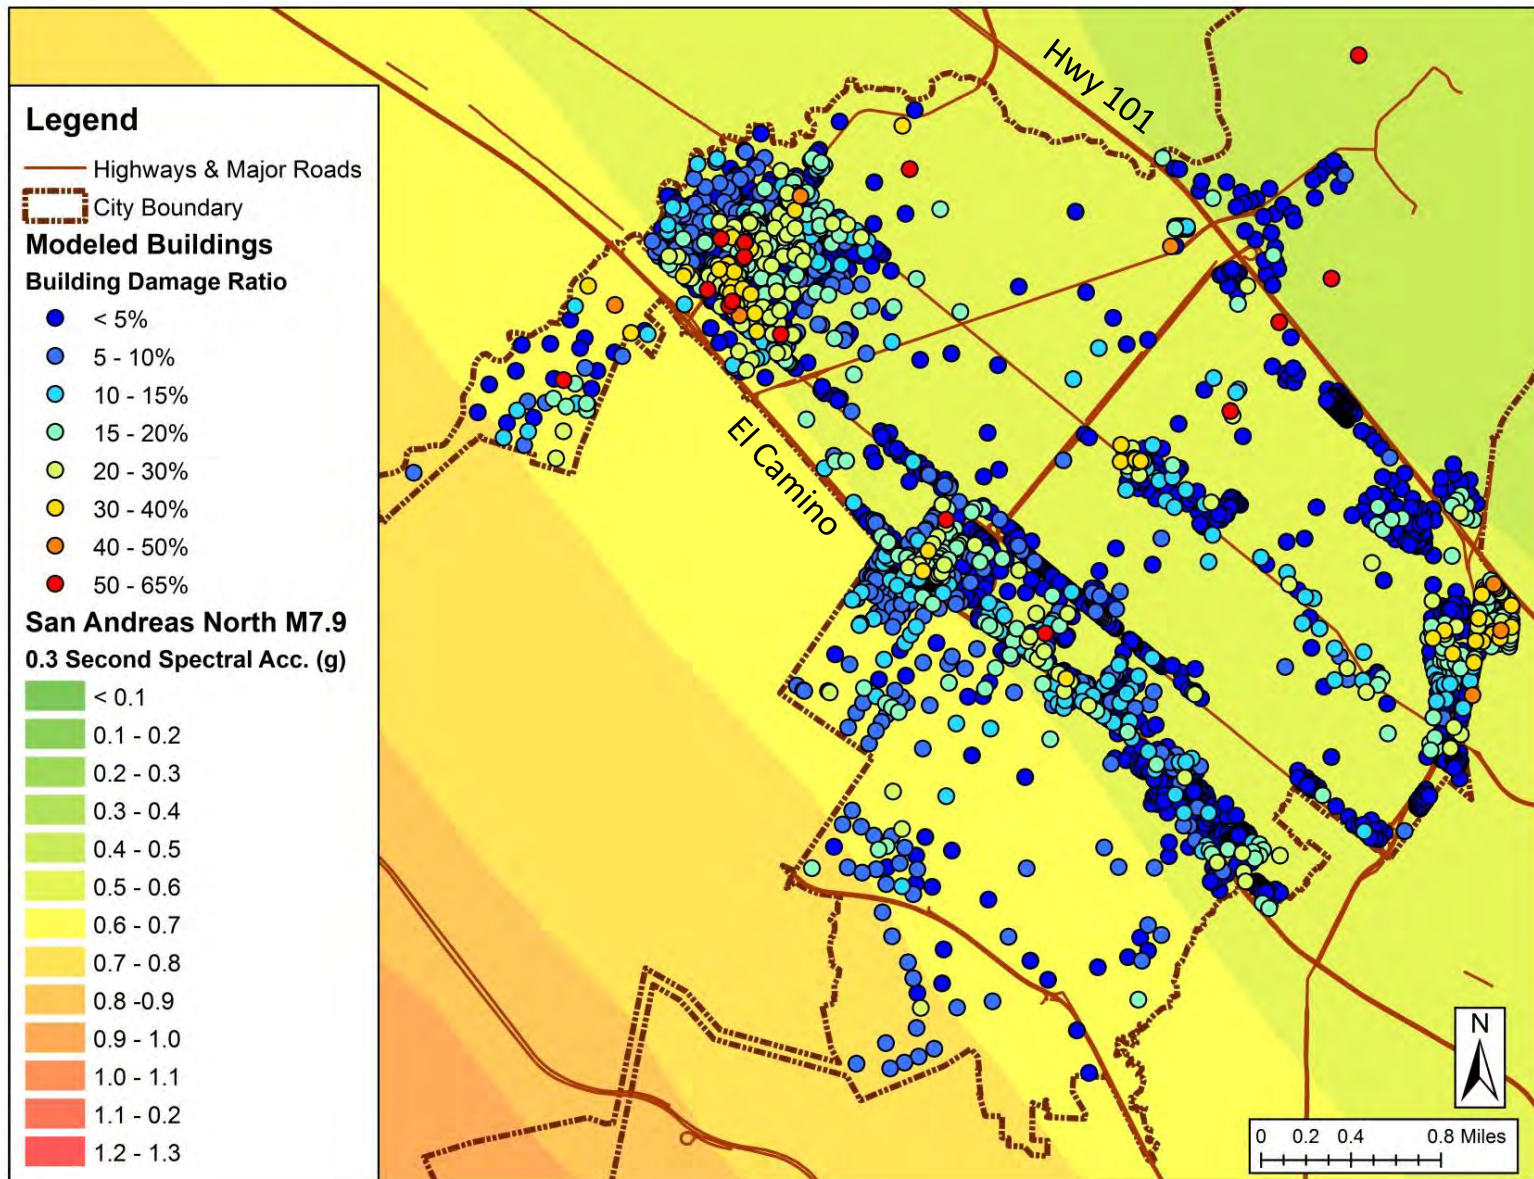 Legend
Highways & Major Roads
City Boundary
Modeled Buildings
Building Damage Ratio
< 5%
5 - 10%
10 - 15%
15 - 20%
20 - 30%
30 - 40%
40 - 50%
50 - 65%
San Andreas North M7.9
0.3 Second Spectral Acc. (g)
< 0.1
0.1 - 0.2
0.2 - 0.3
0.3 - 0.4
0.4 - 0.5
0.5 - 0.6
0.6 - 0.7
0.7 - 0.8
0.8 -0.9
0.9 - 1.0
1.0 - 1.1
1.1 - 0.2
1.2 - 1.3
Hwy 101
El Camino
N
0 0.2 0.4 0.8 Miles